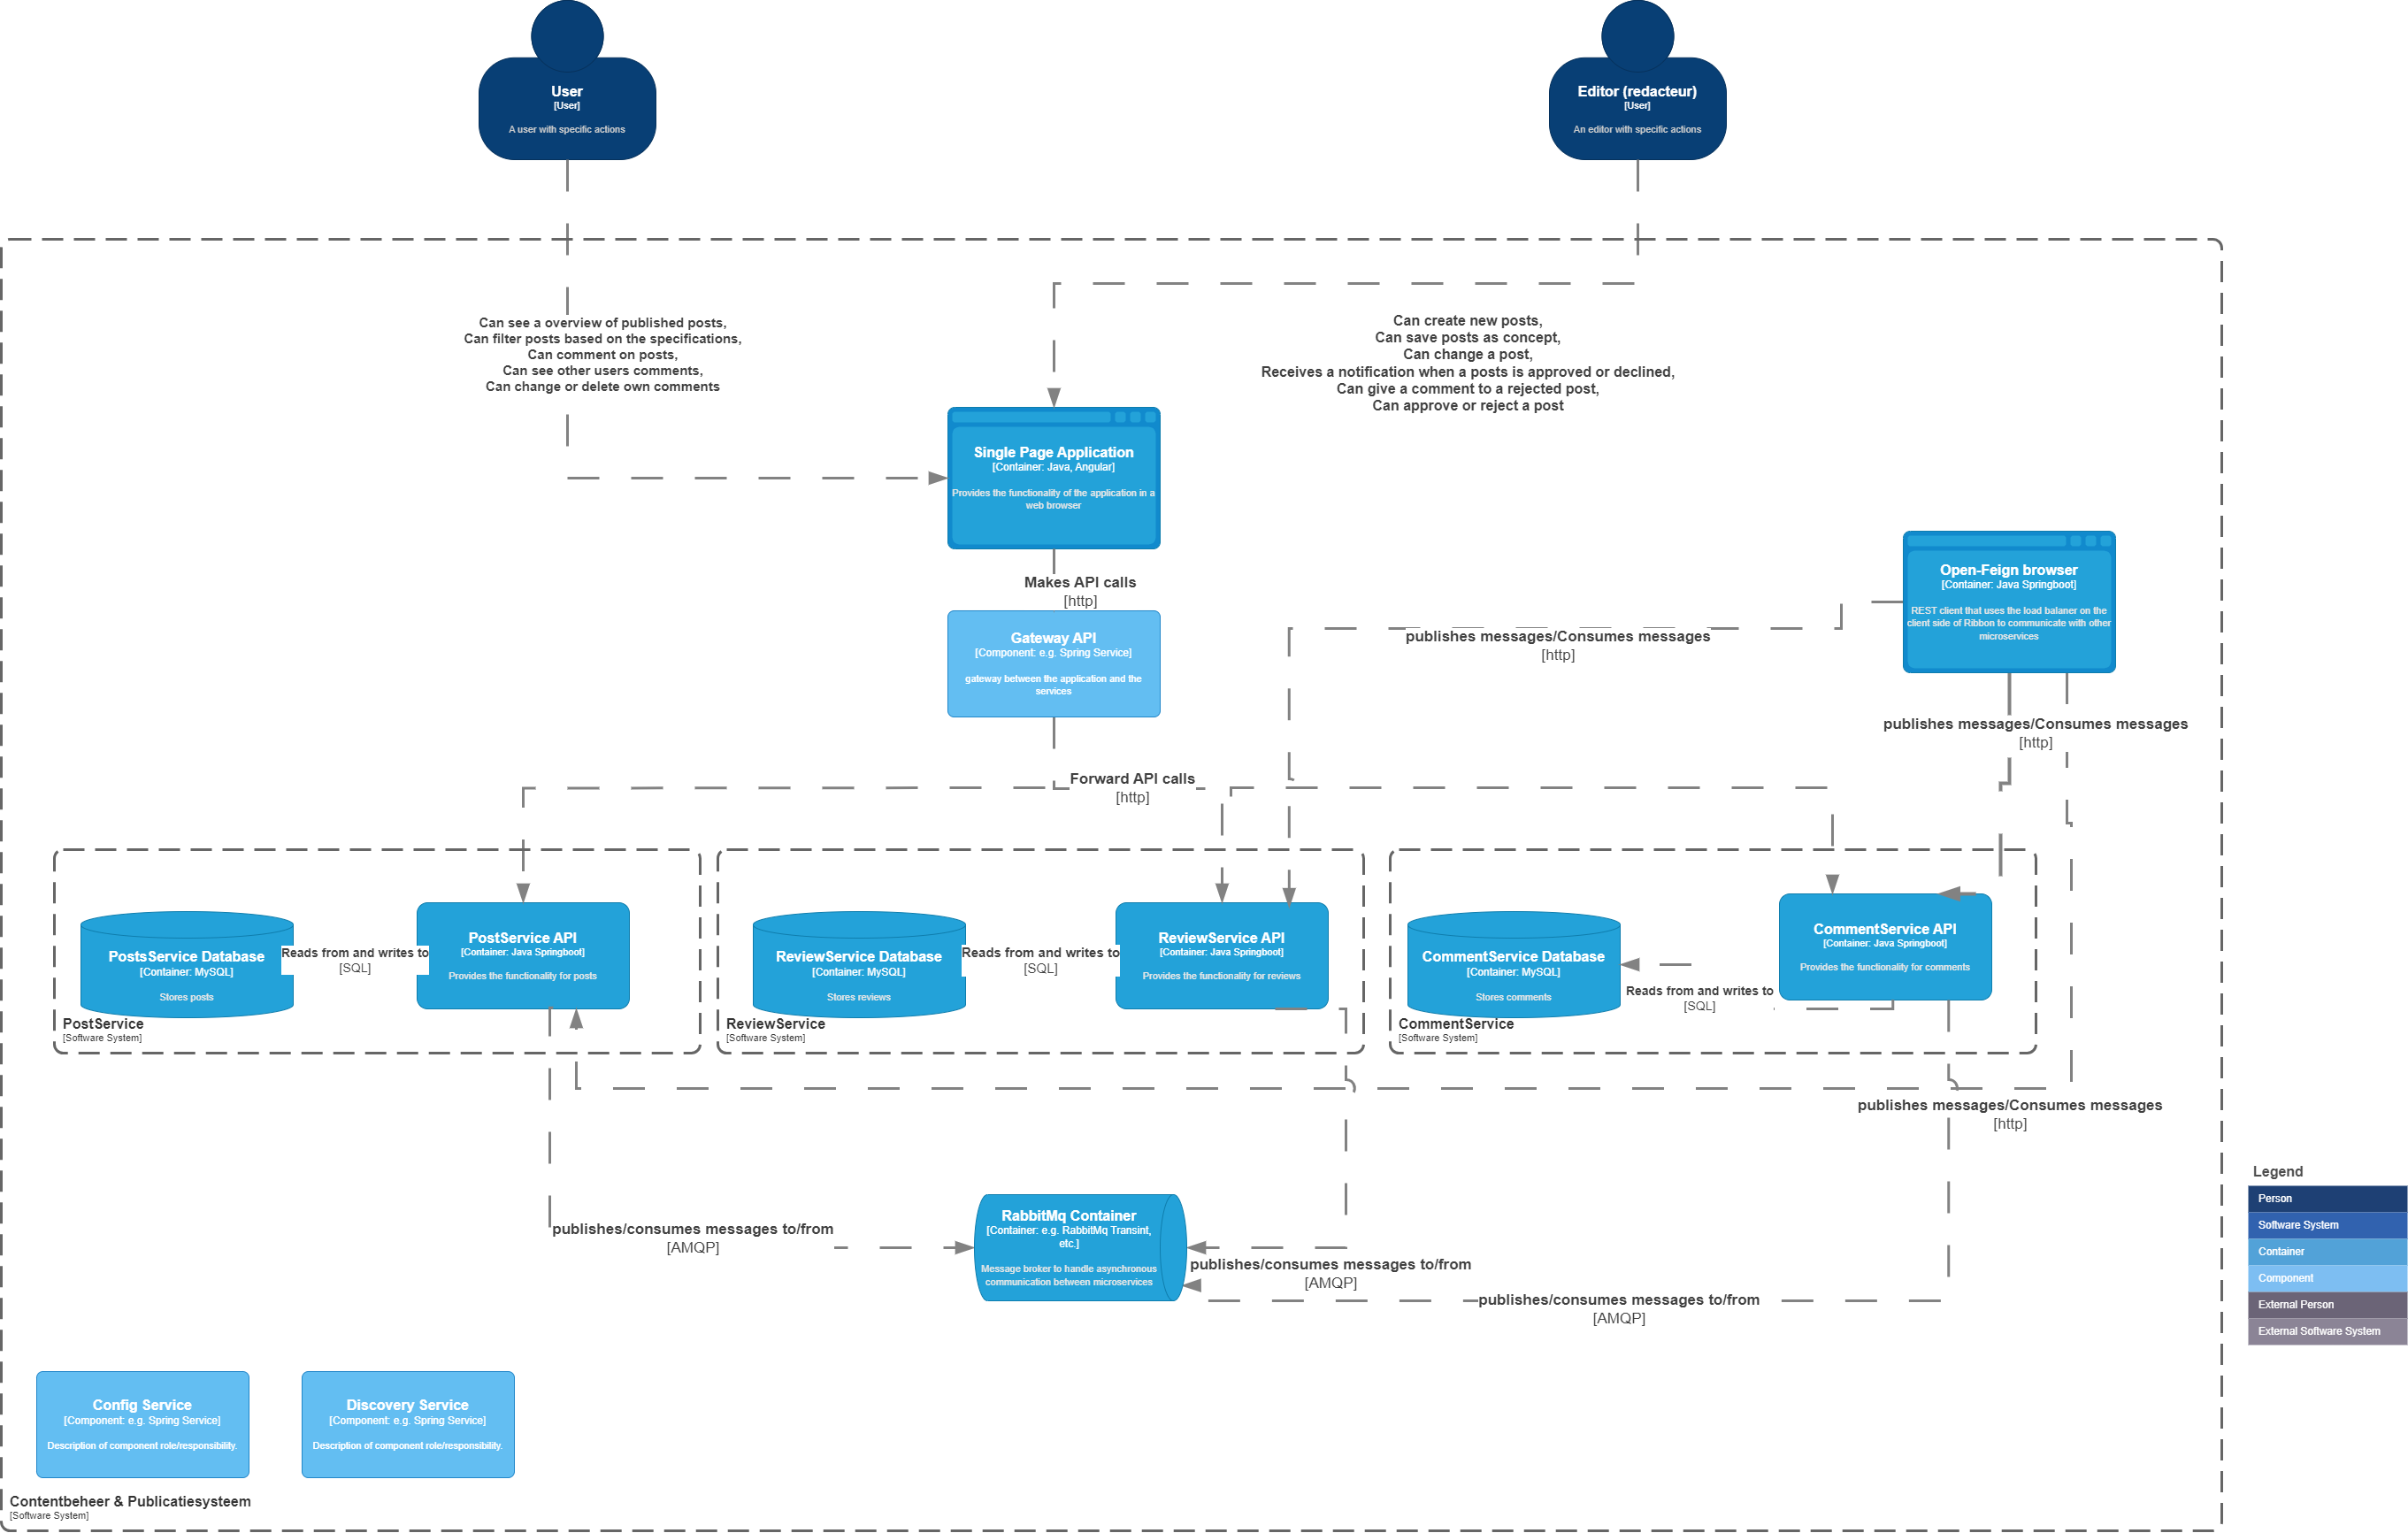 User
[User]
A user with specific actions
Editor (redacteur)
[User]
An editor with specific actions
Can see a overview of published posts,
Can filter posts based on the specifications,
Can comment on posts,
Can see other users comments,
Can change or delete own comments
Can create new posts,
Can save posts as concept,
Can change a post,
Receives a notification when a posts is approved or declined,
Can give a comment to a rejected post,
Can approve or reject a post
Single Page Application
[Container: Java, Angular]
Provides the functionality of the application in a
web browser
Makes API calls
[http]
Open-Feign browser
[Container: Java Springboot]
REST client that uses the load balaner on the
client side of Ribbon to communicate with other
microservices
Gateway API
[Component: e.g. Spring Service]
gateway between the application and the
services
publishes messages/Consumes messages
[http]
publishes messages/Consumes messages
[http]
Forward API calls
[http]
PostsService Database
[Container: MySQL]
Stores posts
Reads from and writes to
[SQL]
PostService API
[Container: Java Springboot]
Provides the functionality for posts
PostService
[Software System]
ReviewService Database
[Container: MySQL]
Stores reviews
Reads from and writes to
[SQL]
ReviewService API
[Container: Java Springboot]
Provides the functionality for reviews
ReviewService
[Software System]
CommentService Database
[Container: MySQL]
Stores comments
Reads from and writes to
[SQL]
CommentService API
[Container: Java Springboot]
Provides the functionality for comments
CommentService
[Software System]
publishes messages/Consumes messages
[http]
publishes/consumes messages to/from
[AMQP]
RabbitMq Container
[Container: e.g. RabbitMq Transint,
etc.]
Message broker to handle asynchronous
communication between microservices
publishes/consumes messages to/from
[AMQP]
publishes/consumes messages to/from
[AMQP]
Legend
Person
Software System
Container
Component
External Person
External Software System
Config Service
[Component: e.g. Spring Service]
Description of component role/responsibility.
Discovery Service
[Component: e.g. Spring Service]
Description of component role/responsibility.
Contentbeheer & Publicatiesysteem
[Software System]